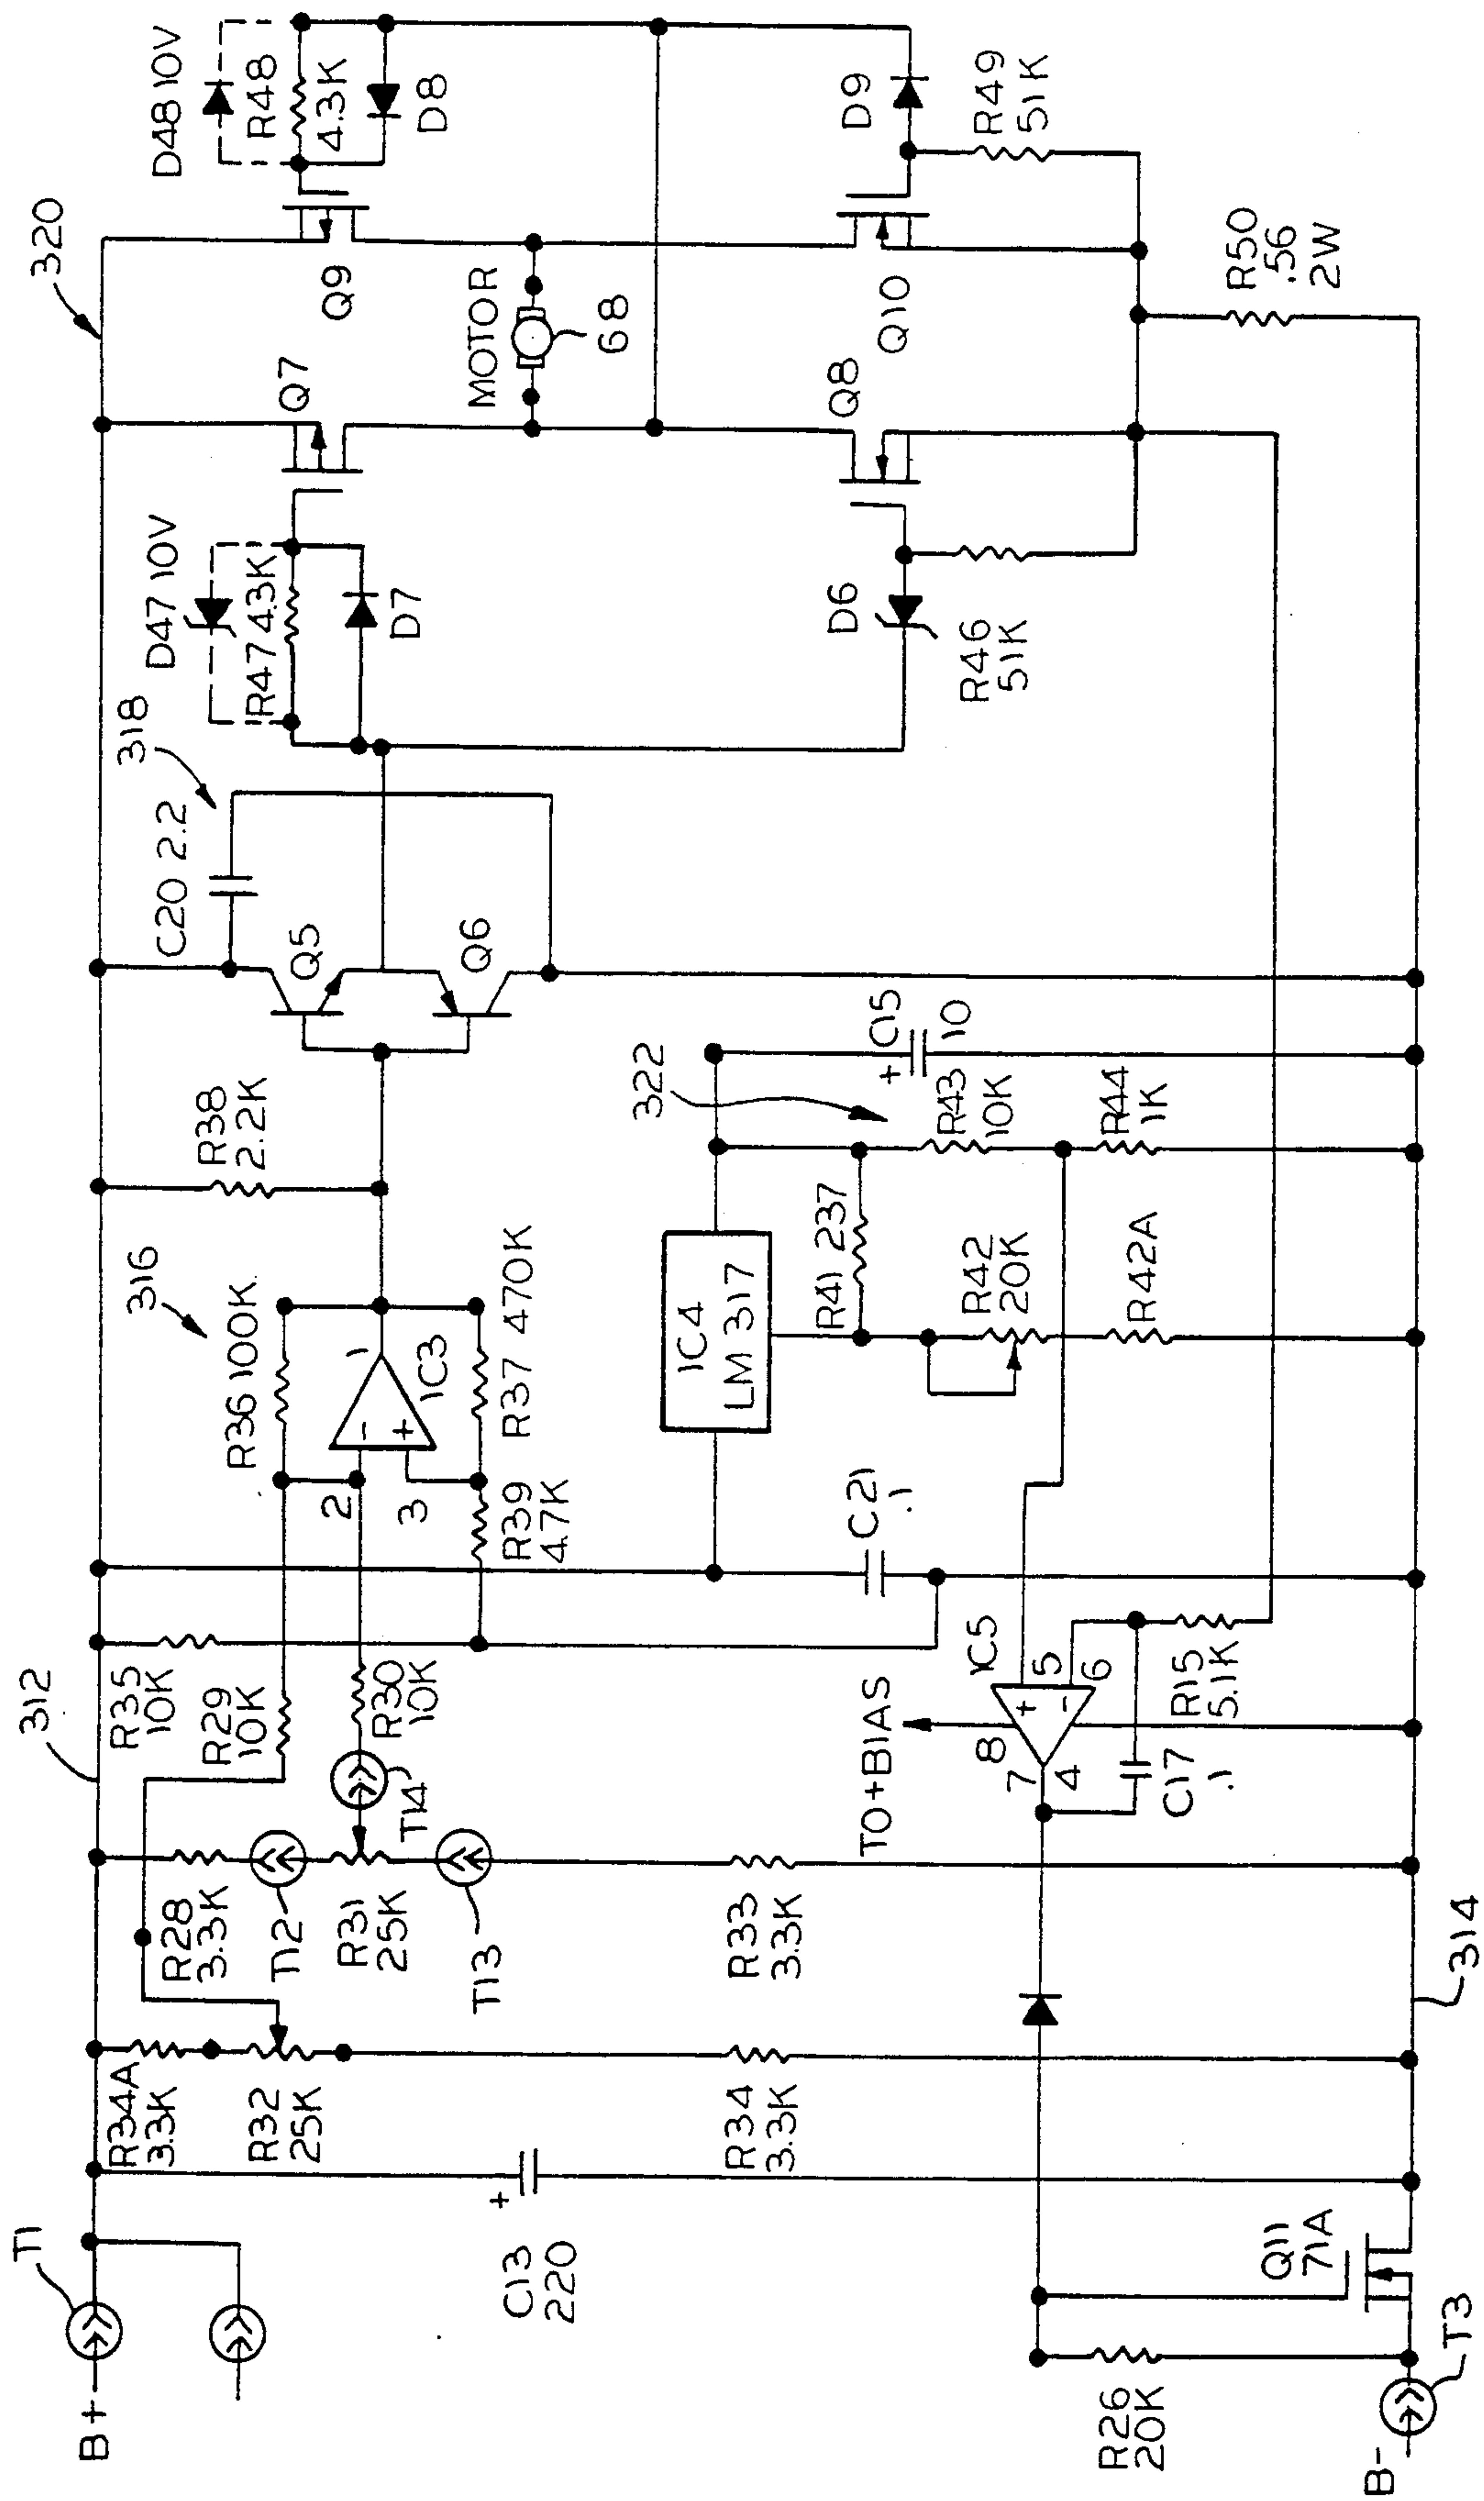 B+
T1
C13
220
R34A
3.3K
R32
25K
R34
3.3K
312
R35
10K
R29
10K
R28
3.3K
T12
R31
25K
T13
R33
3.3K
T14
R30
10K
316
R36 100K
2
3
-
+
1
IC3
R37 470K
R39
4.7K
R38
2.2K
318
C20 2.2
Q5
Q6
D47 10V
R47 4.3K
D7
320
Q7
Q9
D48 10V
R48
4.3K
D8
MOTOR
68
D6
R46
51K
Q8
Q10
D9
R49
51K
R50
.56
2W
322
C15
+
10
R43
10K
R44
1K
IC4
LM 317
R41 237
R42
20K
R42A
C21
.1
IC5
TO+BIAS
+
-
5
6
8
7
4
R15
5.1K
C17
.1
314
Q11
71A
R26
20K
B-
T3
+